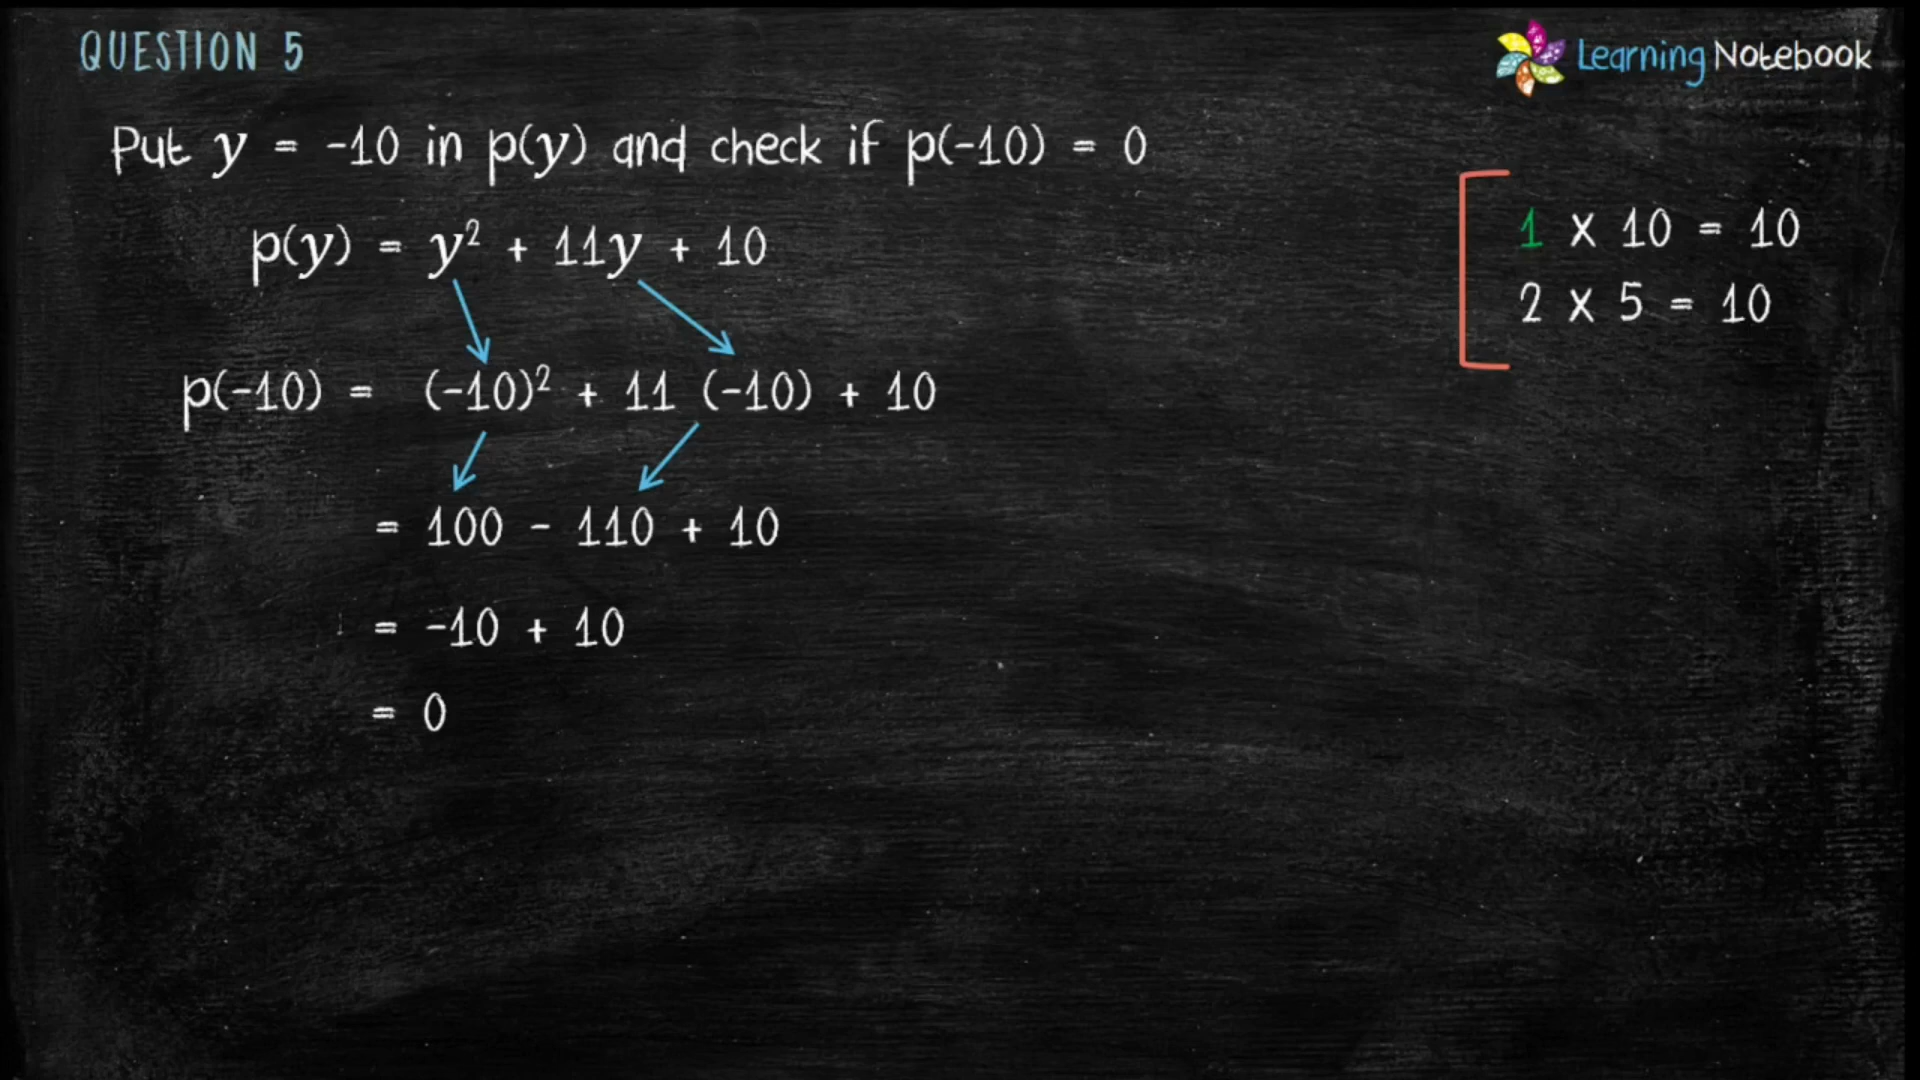 QUESTION 5
Learning Notebook
Put y = -10 in p(y) and check if p(-10) = 0
p(y) = y² + 11y + 10
1 x 10 = 10
2 x 5 = 10
p(-10) = (-10)² + 11 (-10) + 10
= 100 - 110 + 10
= -10 + 10
= 0